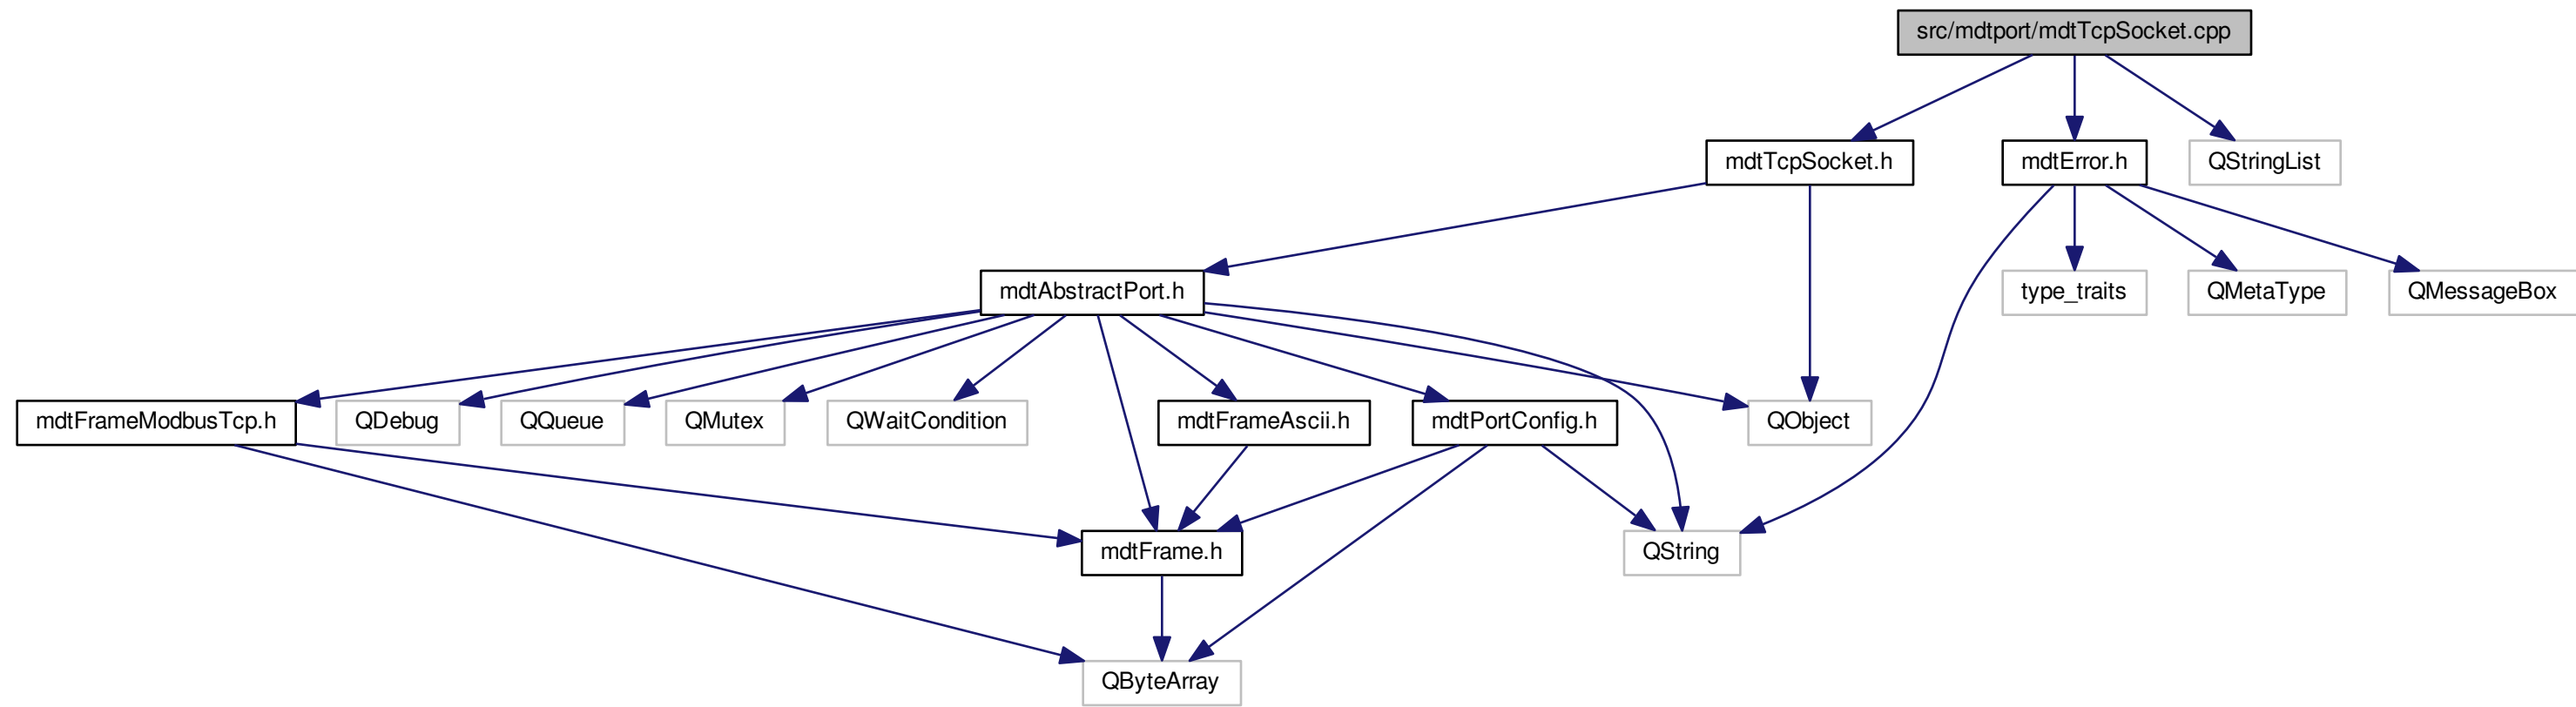 src/mdtport/mdtTcpSocket.cpp
mdtTcpSocket.h
mdtError.h
QStringList
mdtAbstractPort.h
type_traits
QMetaType
QMessageBox
mdtFrameModbusTcp.h
QDebug
QQueue
QMutex
QWaitCondition
mdtFrameAscii.h
mdtPortConfig.h
QObject
mdtFrame.h
QString
QByteArray